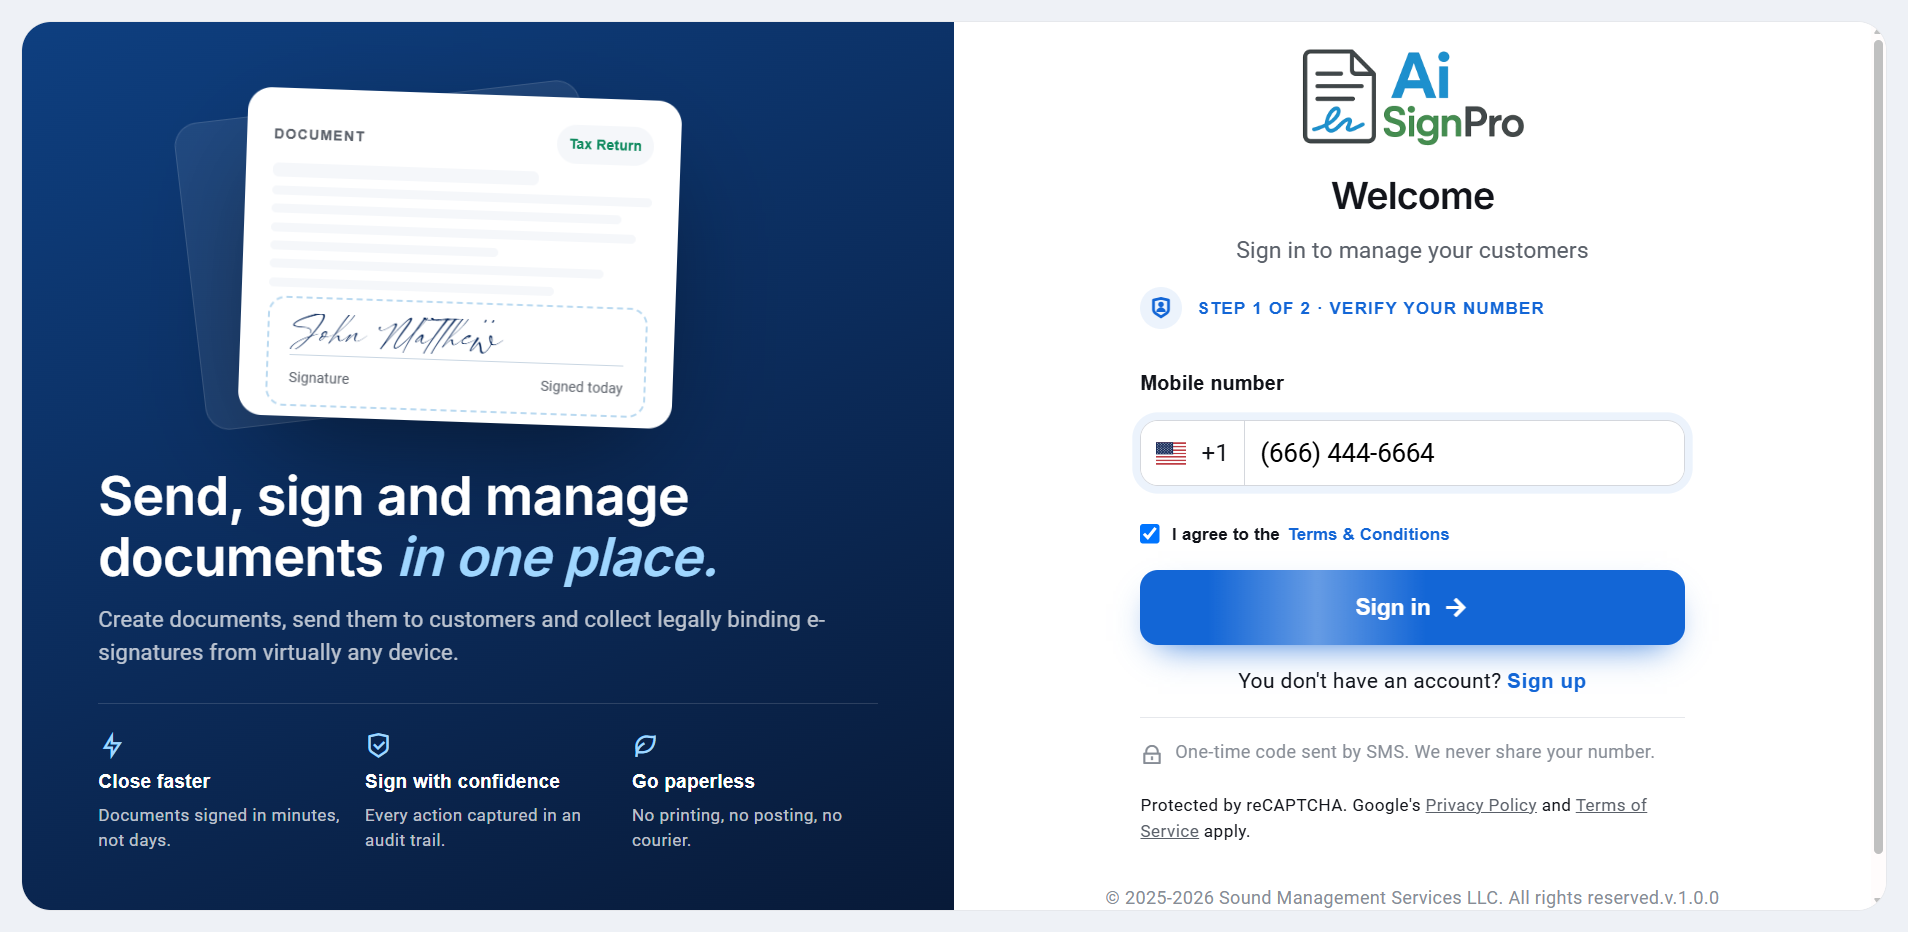 DOCUMENT
Tax Return
John Matthew
Signature
Signed today
Send, sign and manage
documents in one place.
Create documents, send them to customers and collect legally binding e-
signatures from virtually any device.
Close faster
Documents signed in minutes,
not days.
Sign with confidence
Every action captured in an
audit trail.
Go paperless
No printing, no posting, no
courier.
Ai
SignPro
Welcome
Sign in to manage your customers
STEP 1 OF 2 · VERIFY YOUR NUMBER
Mobile number
+1 (666) 444-6664
I agree to the Terms & Conditions
Sign in →
You don't have an account? Sign up
One-time code sent by SMS. We never share your number.
Protected by reCAPTCHA. Google's Privacy Policy and Terms of
Service apply.
© 2025-2026 Sound Management Services LLC. All rights reserved.v.1.0.0